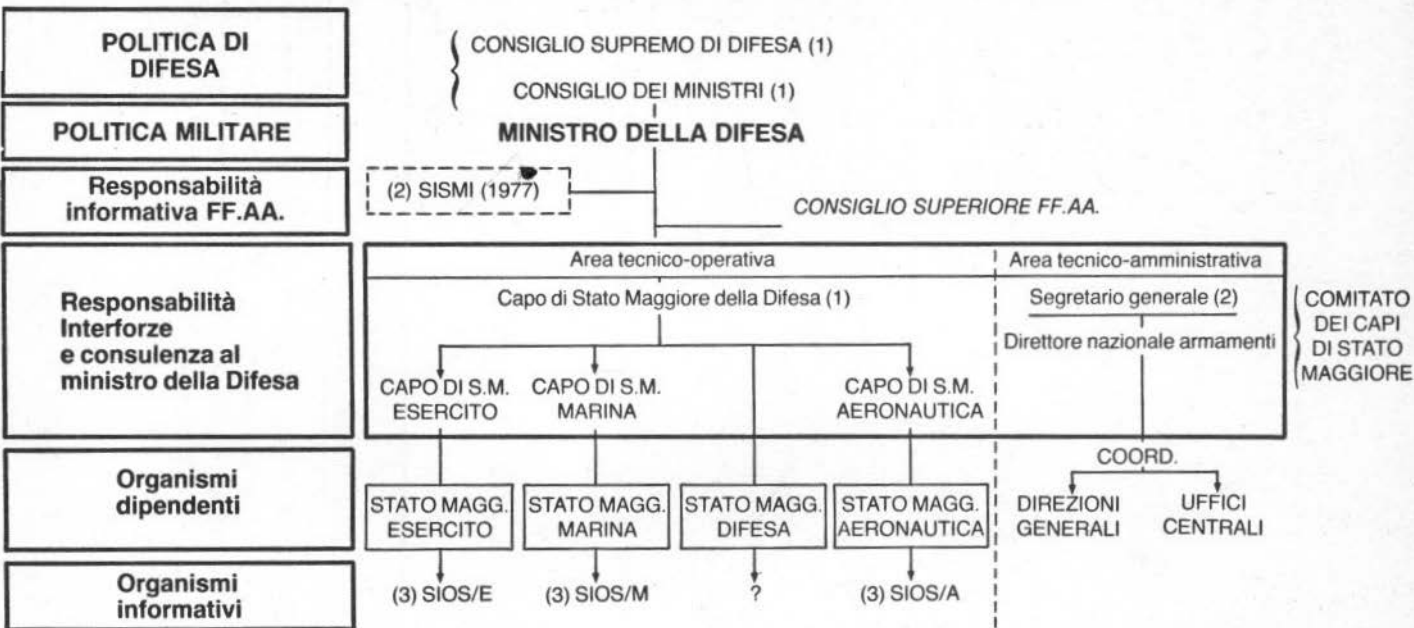 POLITICA DI
DIFESA
{ CONSIGLIO SUPREMO DI DIFESA (1)
CONSIGLIO DEI MINISTRI (1)
POLITICA MILITARE
MINISTRO DELLA DIFESA
Responsabilità
informativa FF.AA.
(2) SISMI (1977)
CONSIGLIO SUPERIORE FF.AA.
Responsabilità
Interforze
e consulenza al
ministro della Difesa
Area tecnico-operativa
Area tecnico-amministrativa
Capo di Stato Maggiore della Difesa (1)
Segretario generale (2)
Direttore nazionale armamenti
COMITATO
DEI CAPI
DI STATO
MAGGIORE
CAPO DI S.M.
ESERCITO
CAPO DI S.M.
MARINA
CAPO DI S.M.
AERONAUTICA
Organismi
dipendenti
STATO MAGG.
ESERCITO
STATO MAGG.
MARINA
STATO MAGG.
DIFESA
STATO MAGG.
AERONAUTICA
COORD.
DIREZIONI
GENERALI
UFFICI
CENTRALI
Organismi
informativi
(3) SIOS/E
(3) SIOS/M
?
(3) SIOS/A